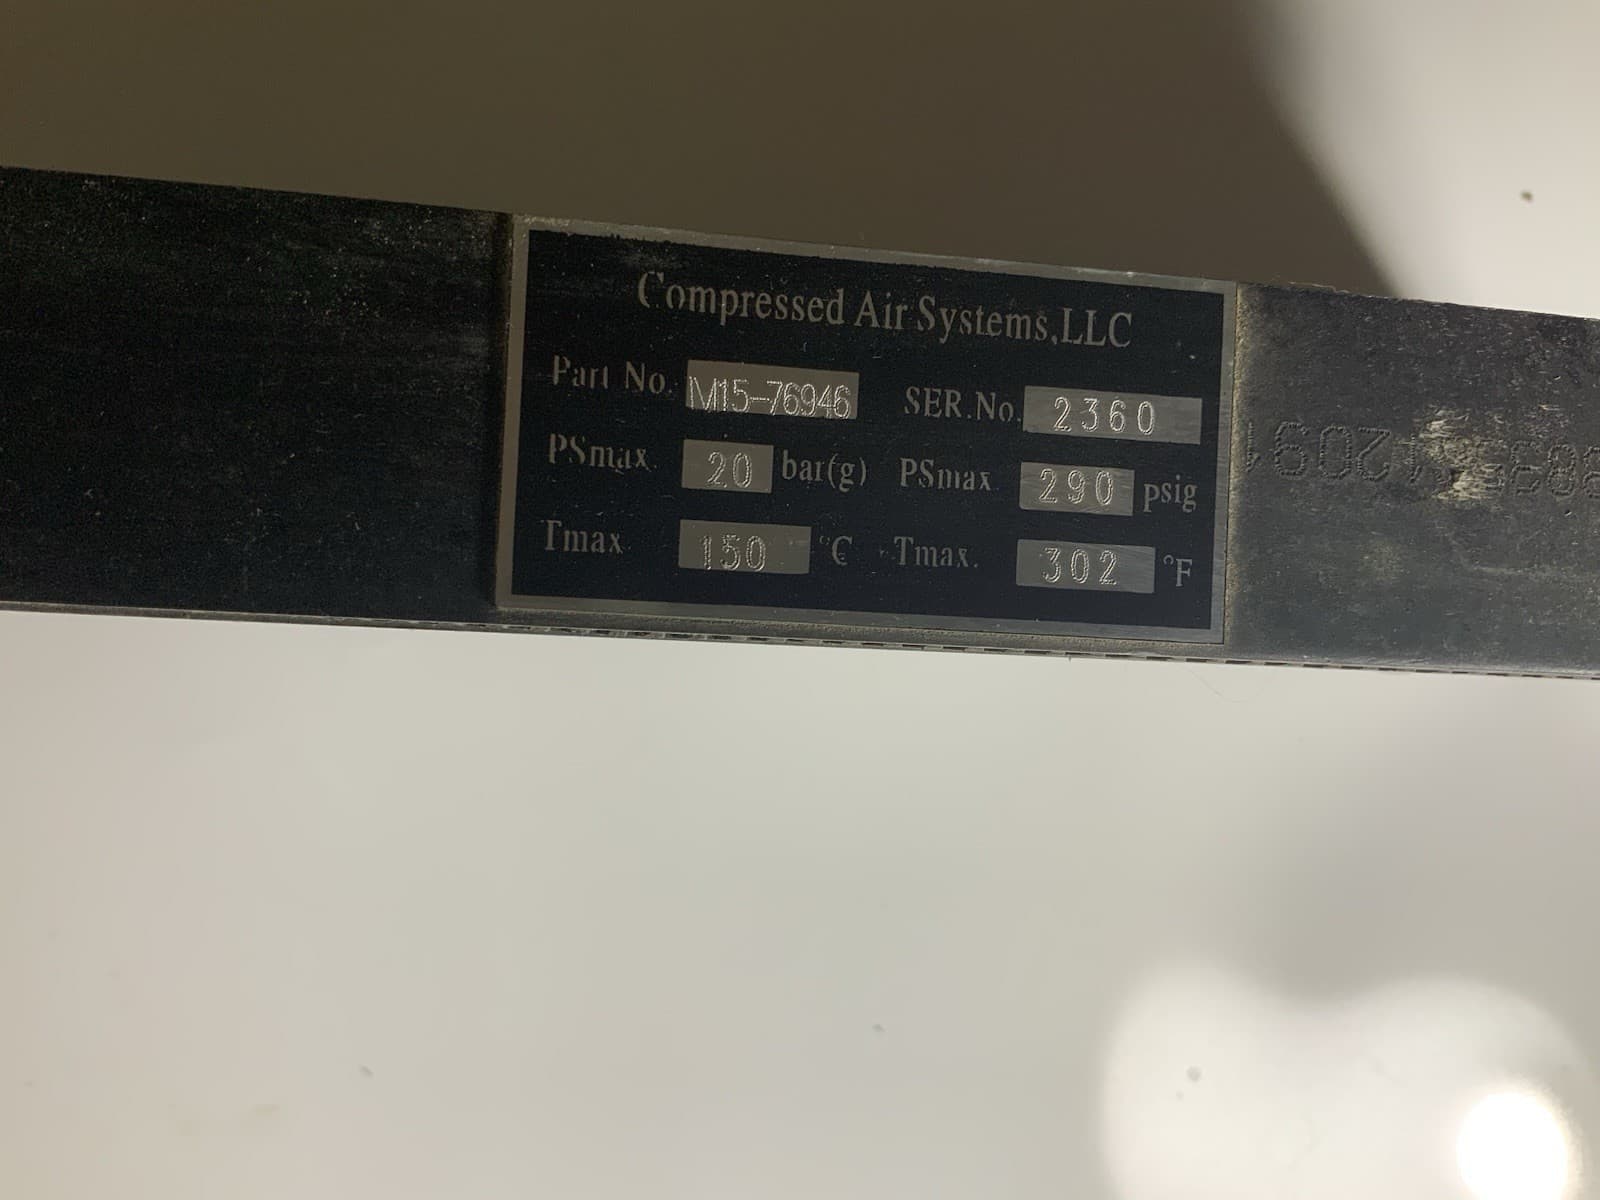 Compressed Air Systems,LLC
Part No. M15-76946 SER.No. 2360
PSmax. 20 bar(g) PSmax. 290 psig
Tmax. 150 °C Tmax. 302 °F